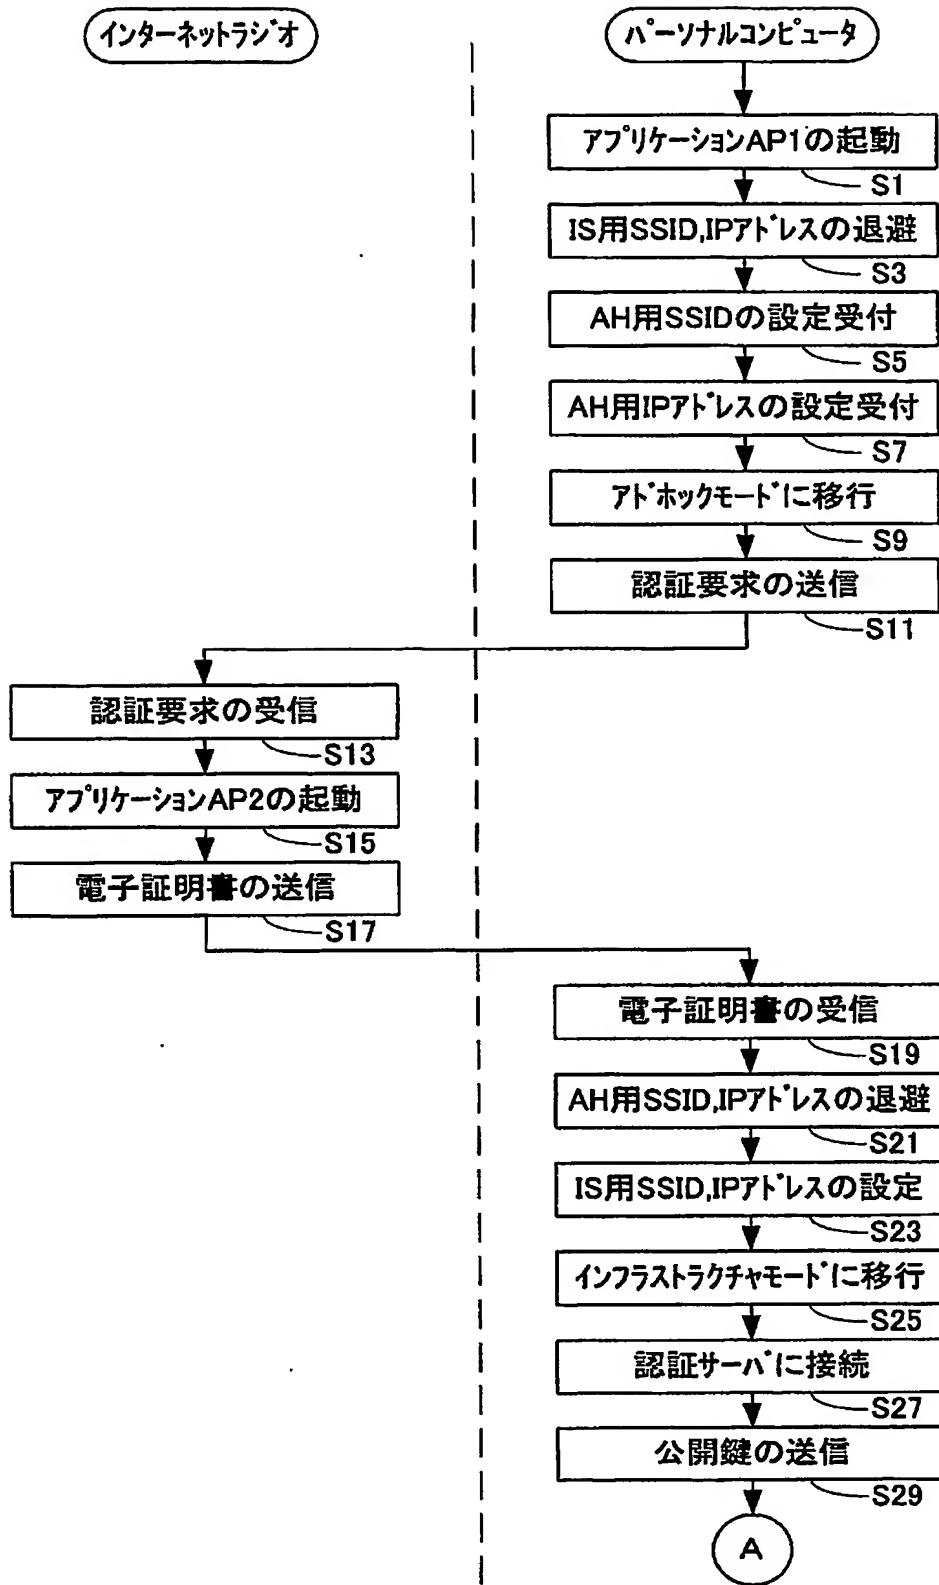 インターネットラジオ
パーソナルコンピュータ
アプリケーションAP1の起動
S1
IS用SSID,IPアドレスの退避
S3
AH用SSIDの設定受付
S5
AH用IPアドレスの設定受付
S7
アドホックモードに移行
S9
認証要求の送信
S11
認証要求の受信
S13
アプリケーションAP2の起動
S15
電子証明書の送信
S17
電子証明書の受信
S19
AH用SSID,IPアドレスの退避
S21
IS用SSID,IPアドレスの設定
S23
インフラストラクチャモードに移行
S25
認証サーバに接続
S27
公開鍵の送信
S29
A